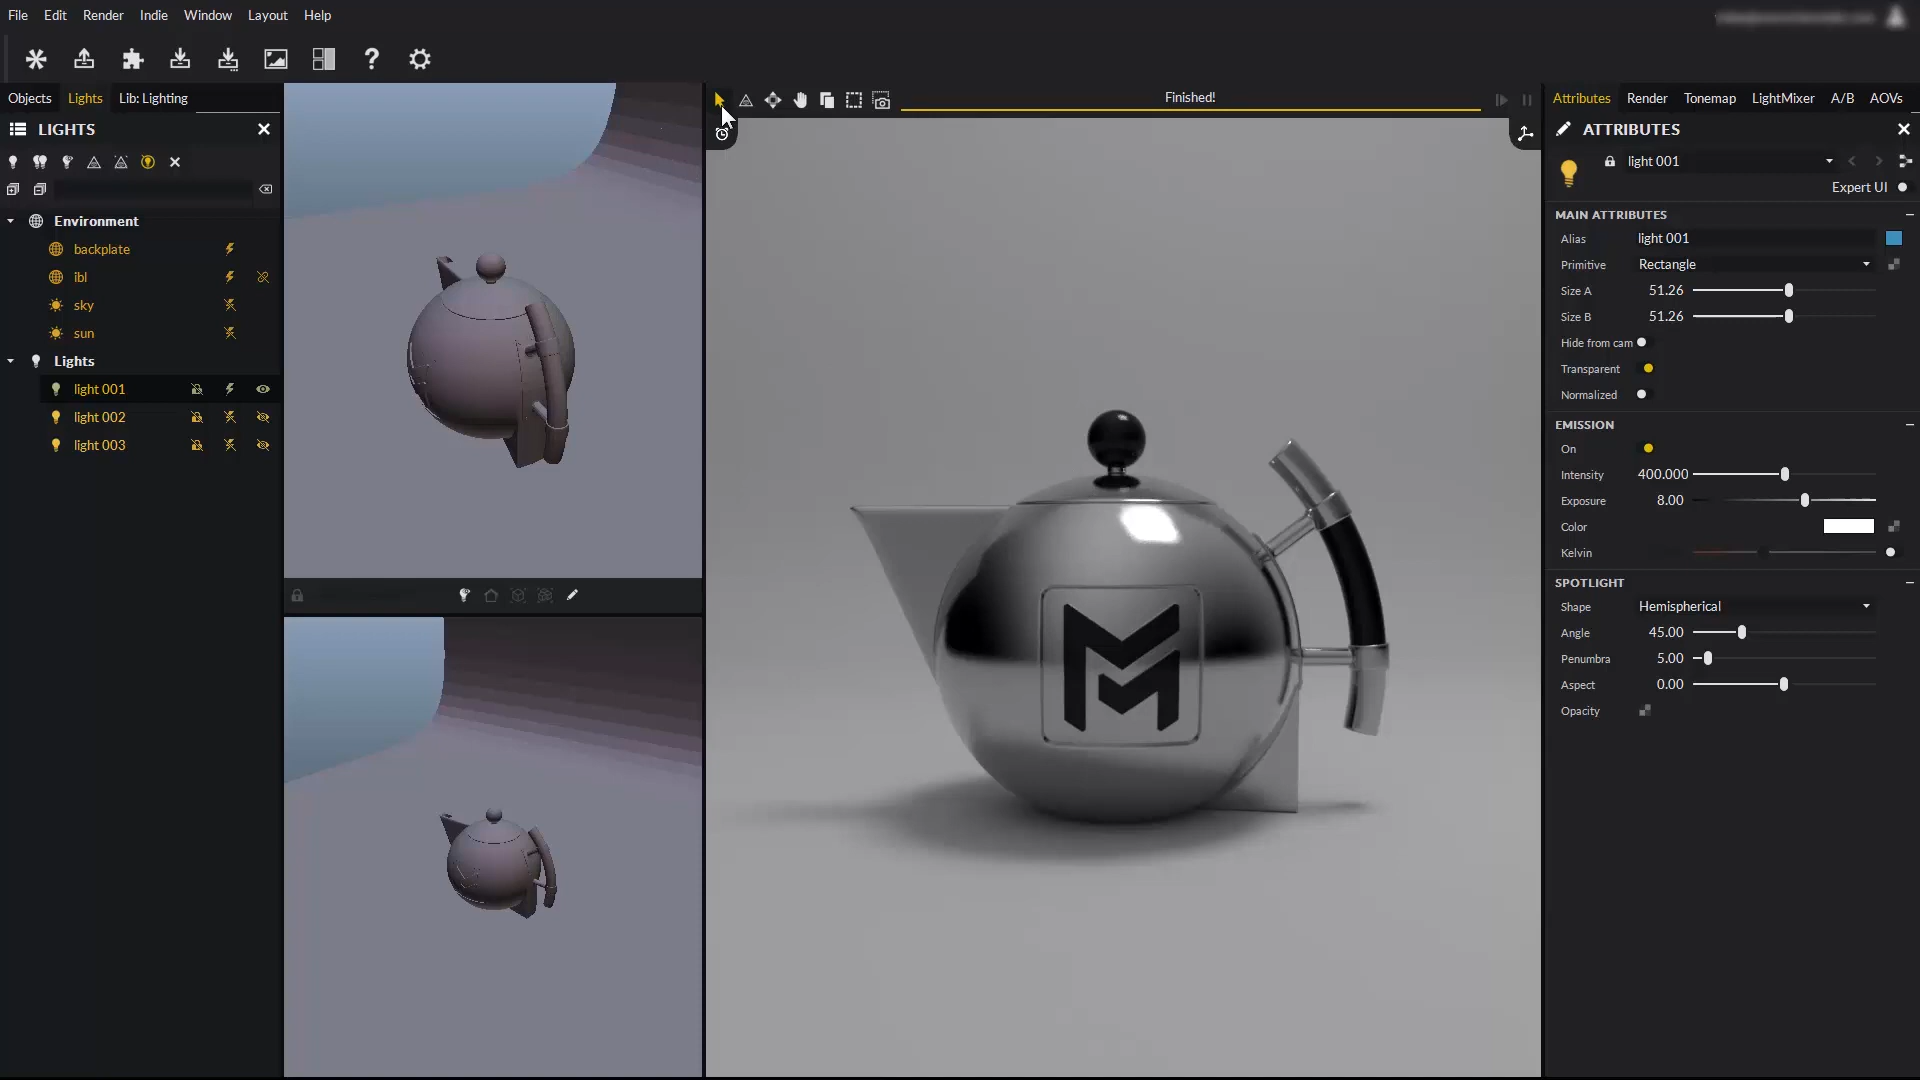 File Edit Render Indie Window Layout Help
Objects Lights Lib: Lighting
LIGHTS
Environment
backplate
ibl
sky
sun
Lights
light 001
light 002
light 003
Finished!
M
Attributes Render Tonemap LightMixer A/B AOVs
ATTRIBUTES
light 001
Expert UI
MAIN ATTRIBUTES
Alias light 001
Primitive Rectangle
Size A 51.26
Size B 51.26
Hide from cam
Transparent
Normalized
EMISSION
On
Intensity 400.000
Exposure 8.00
Color
Kelvin
SPOTLIGHT
Shape Hemispherical
Angle 45.00
Penumbra 5.00
Aspect 0.00
Opacity